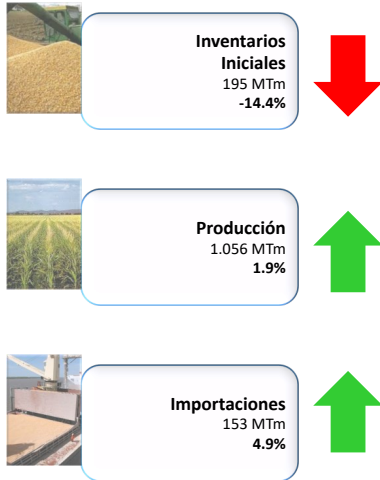 Inventarios
Iniciales
195 MTm
-14.4%
Producción
1.056 MTm
1.9%
Importaciones
153 MTm
4.9%